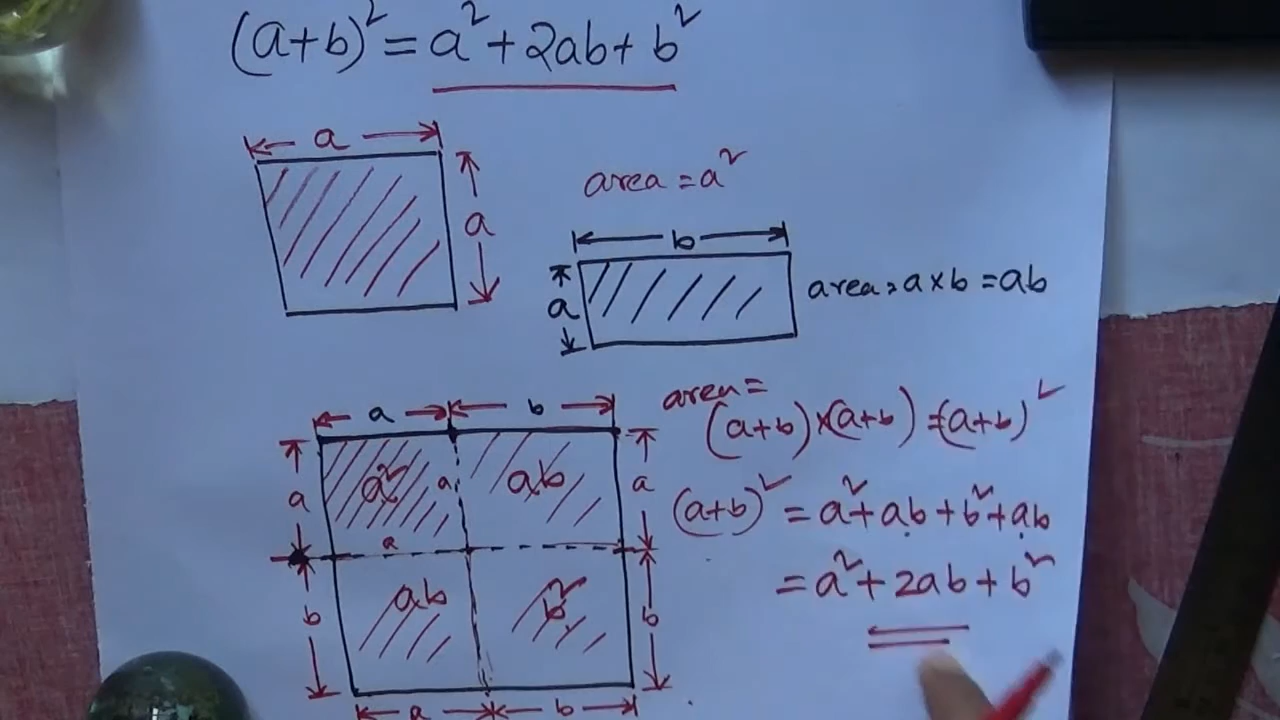 (a+b)² = a² + 2ab + b²
a
a
area = a²
b
a
area = a x b = ab
area =
(a+b) x (a+b) = (a+b)²
(a+b)² = a² + ab + b² + ab
= a² + 2ab + b²
a b
a a² a ab a
a
b ab b² b
a b